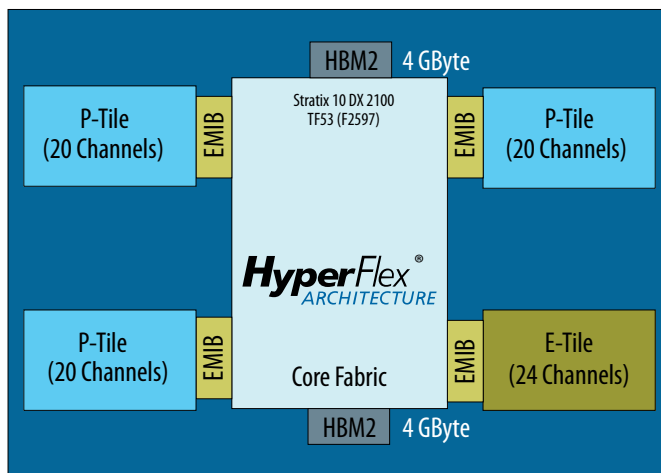 HBM2 4 GByte
Stratix 10 DX 2100
TF53 (F2597)
P-Tile
(20 Channels)
EMIB
EMIB
P-Tile
(20 Channels)
HyperFlex®
ARCHITECTURE
P-Tile
(20 Channels)
EMIB
Core Fabric
EMIB
E-Tile
(24 Channels)
HBM2 4 GByte